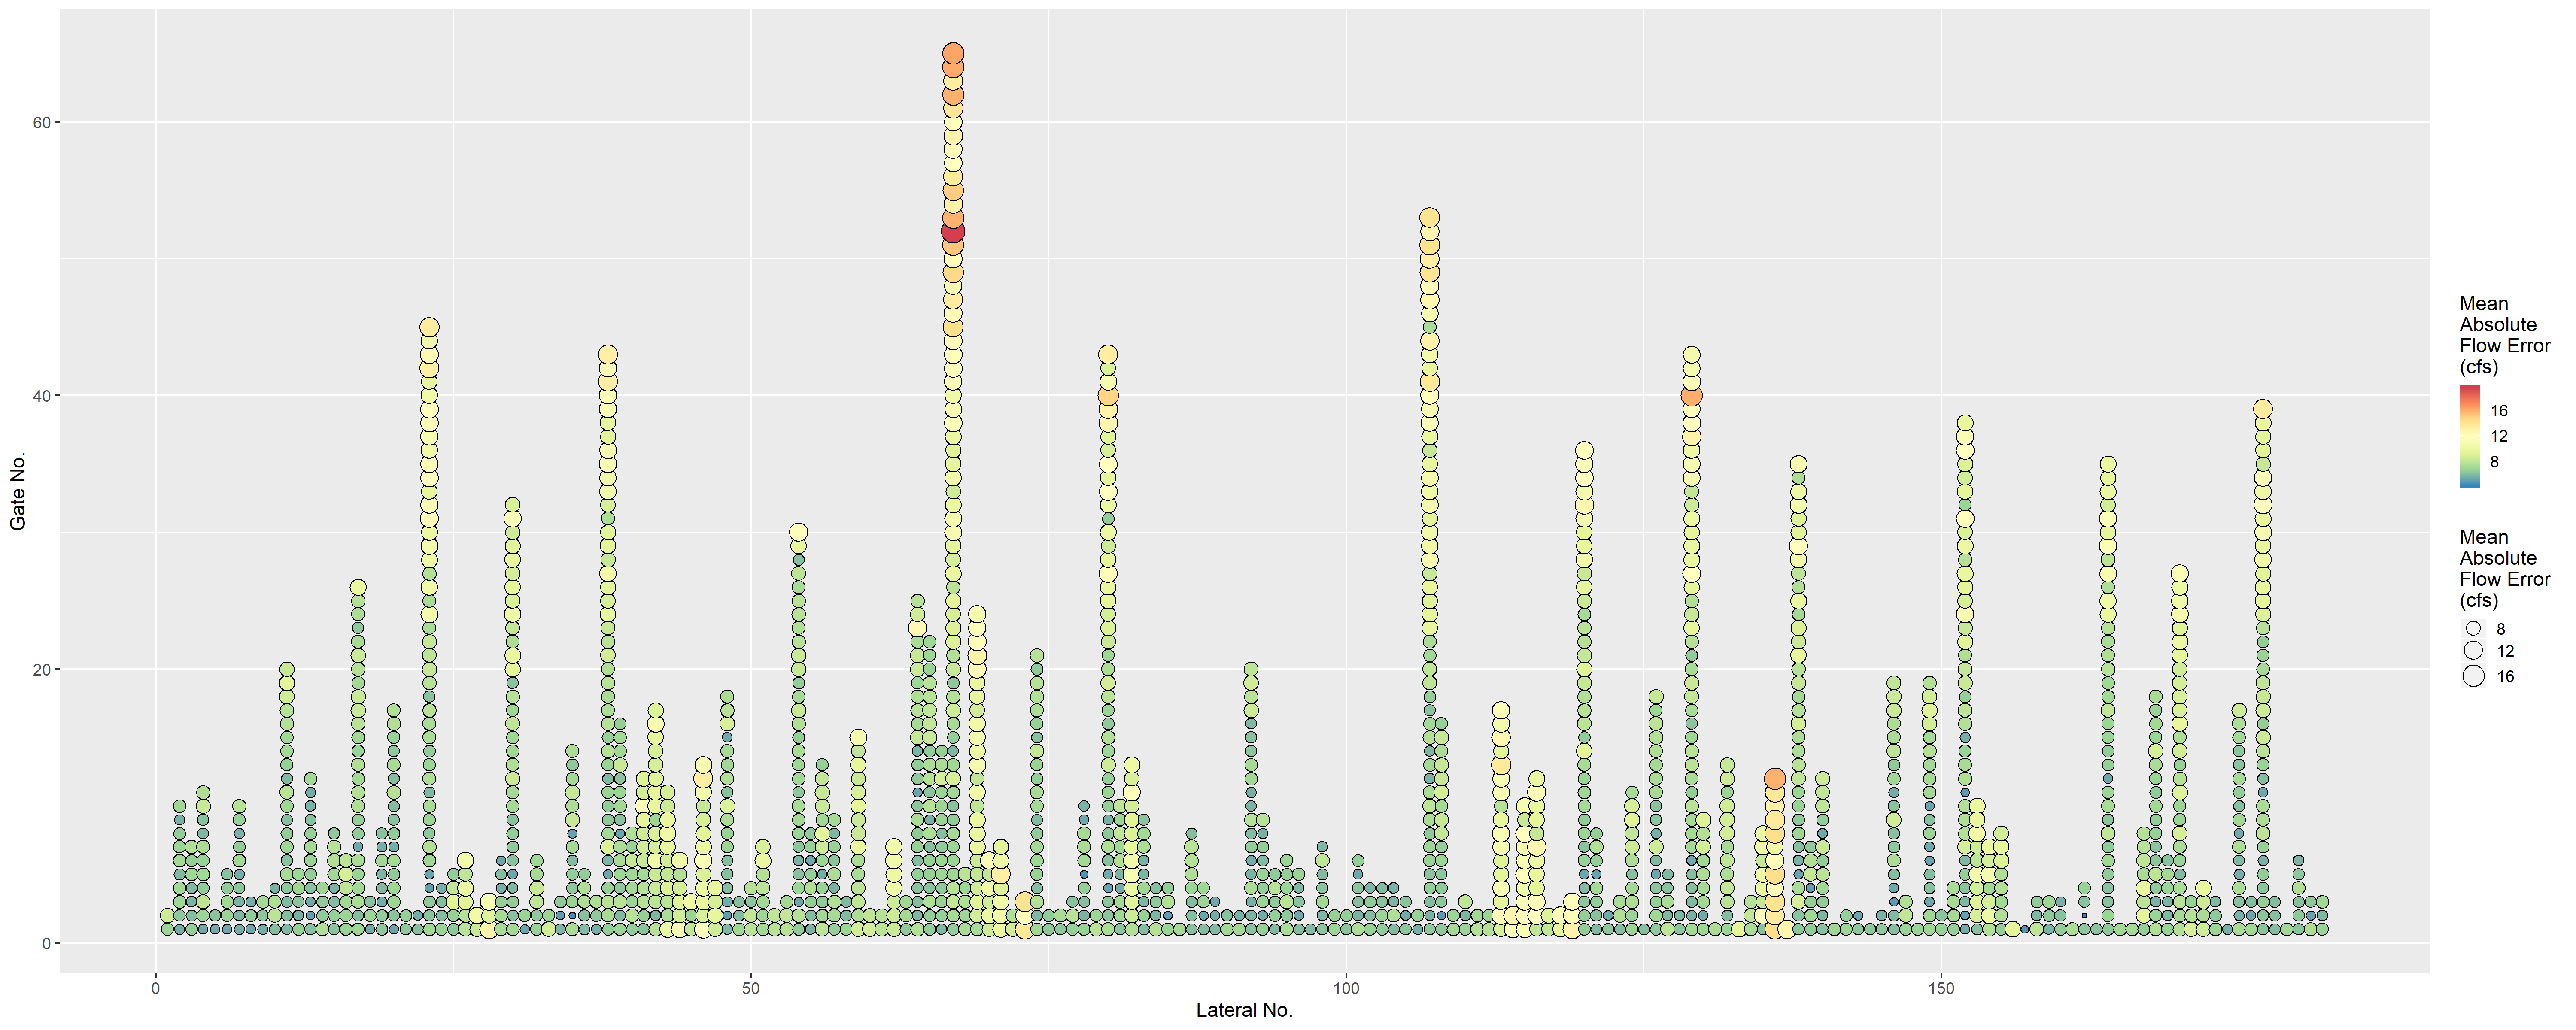 60
40
20
0
Gate No.
0
50
100
150
Lateral No.
Mean
Absolute
Flow Error
(cfs)
16
12
8
Mean
Absolute
Flow Error
(cfs)
8
12
16